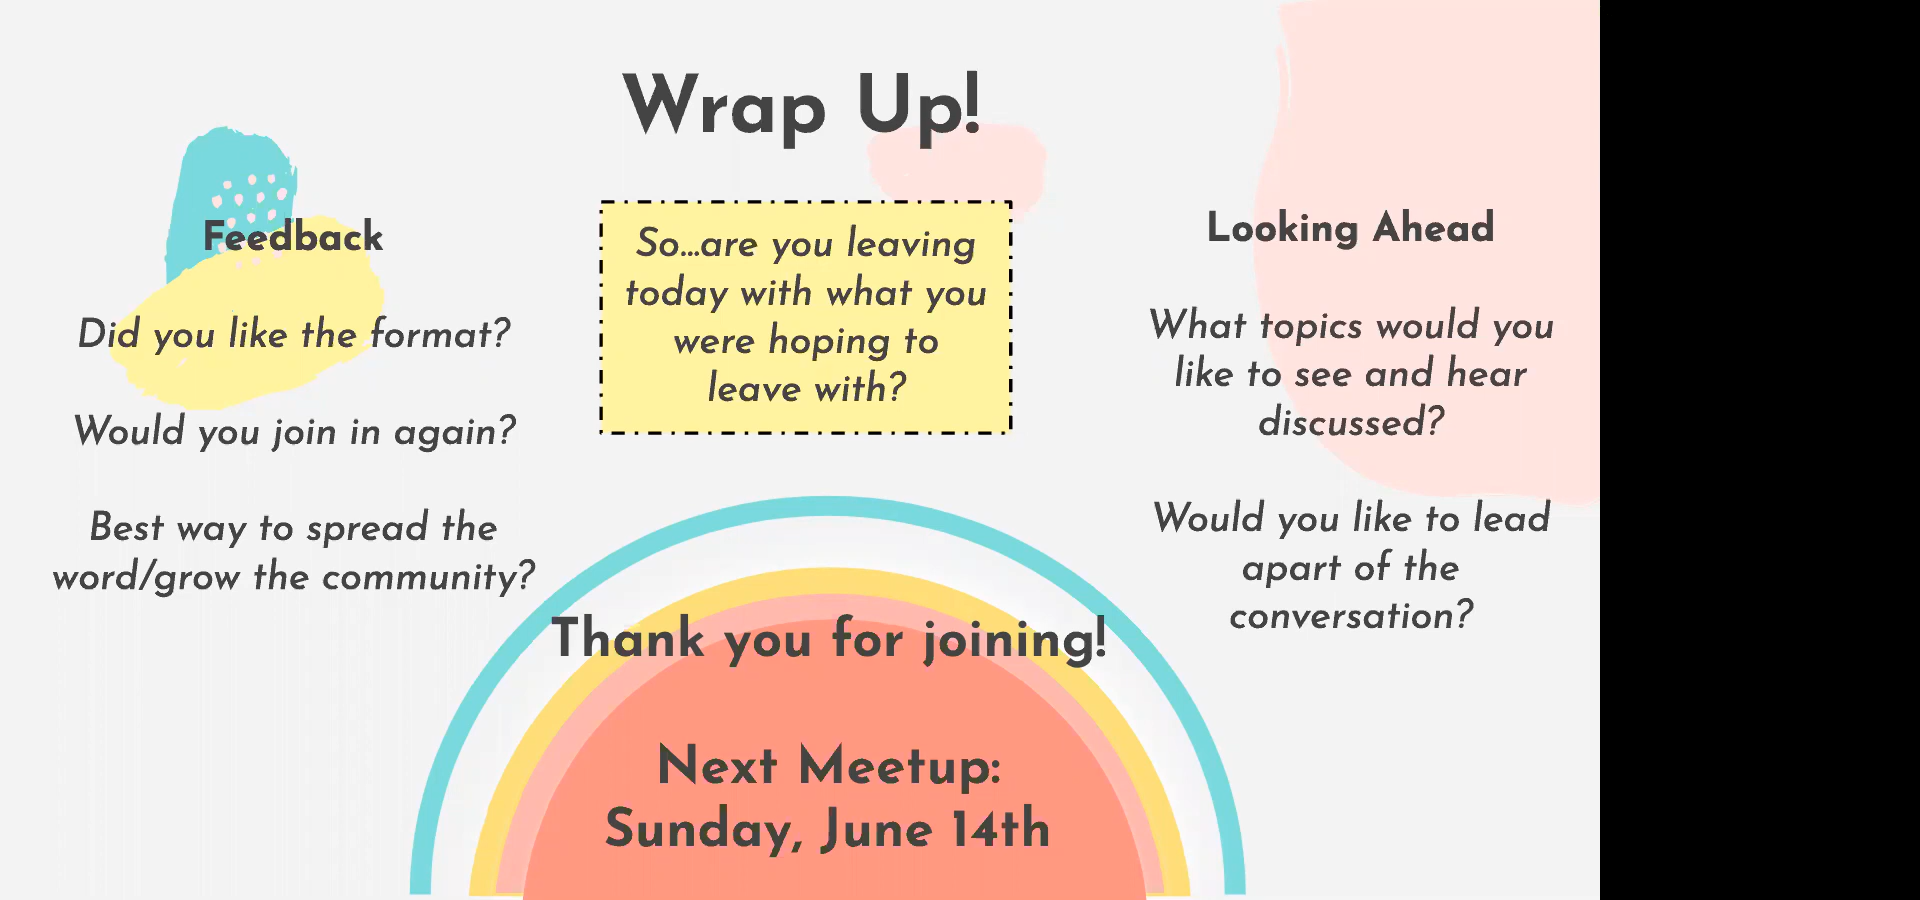 Wrap Up!
Feedback
Did you like the format?
Would you join in again?
Best way to spread the
word/grow the community?
So...are you leaving
today with what you
were hoping to
leave with?
Looking Ahead
What topics would you
like to see and hear
discussed?
Would you like to lead
apart of the
conversation?
Thank you for joining!
Next Meetup:
Sunday, June 14th